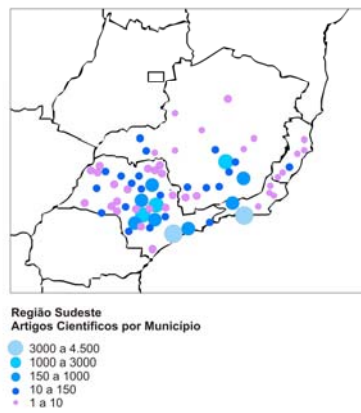 Região Sudeste
Artigos Científicos por Município
3000 a 4.500
1000 a 3000
150 a 1000
10 a 150
1 a 10